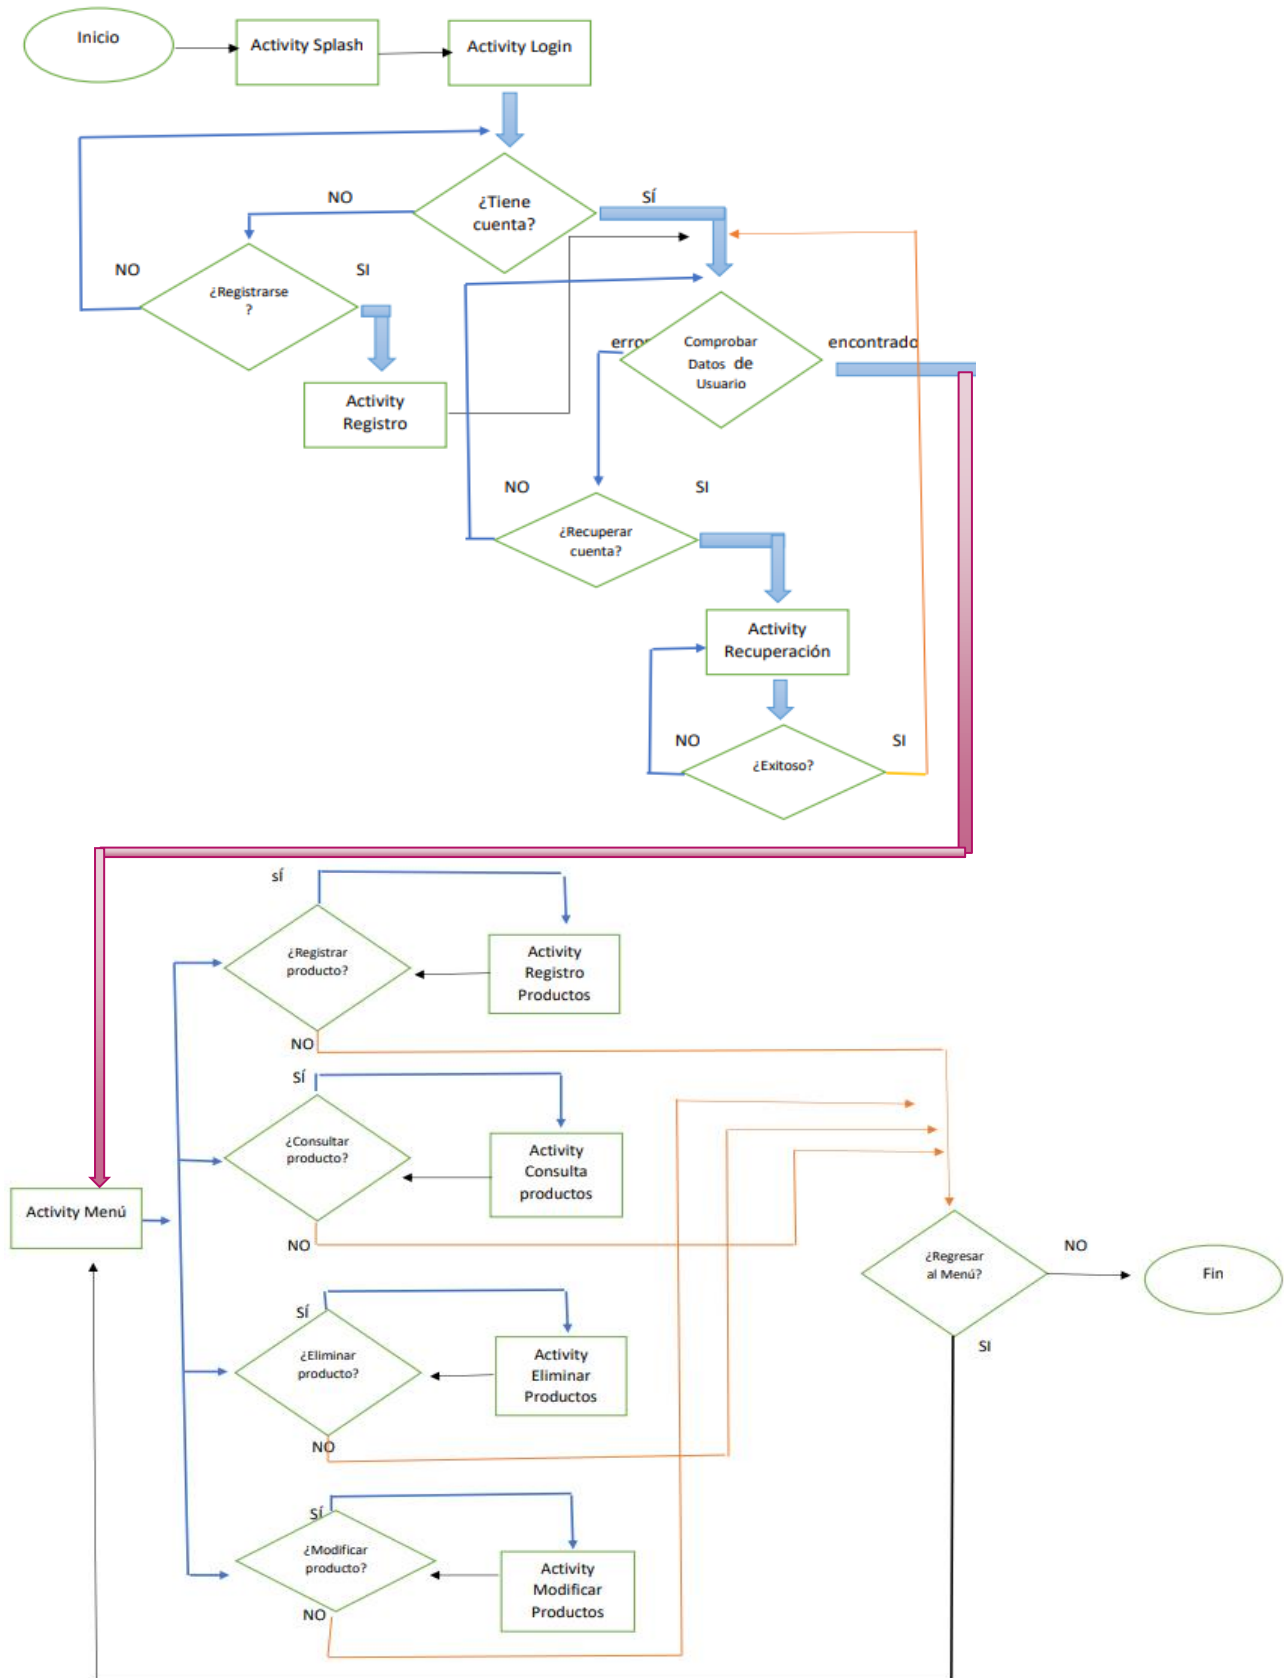 Inicio
Activity Splash
Activity Login
¿Tiene
cuenta?
NO
SÍ
NO
SI
¿Registrarse
?
Activity
Registro
error
Comprobar
Datos de
Usuario
encontrado
NO
SI
¿Recuperar
cuenta?
Activity
Recuperación
NO
SI
¿Exitoso?
sÍ
¿Registrar
producto?
Activity
Registro
Productos
NO
SÍ
¿Consultar
producto?
Activity
Consulta
productos
NO
Activity Menú
¿Regresar
al Menú?
NO
Fin
SI
SÍ
¿Eliminar
producto?
Activity
Eliminar
Productos
NO
SÍ
¿Modificar
producto?
Activity
Modificar
Productos
NO